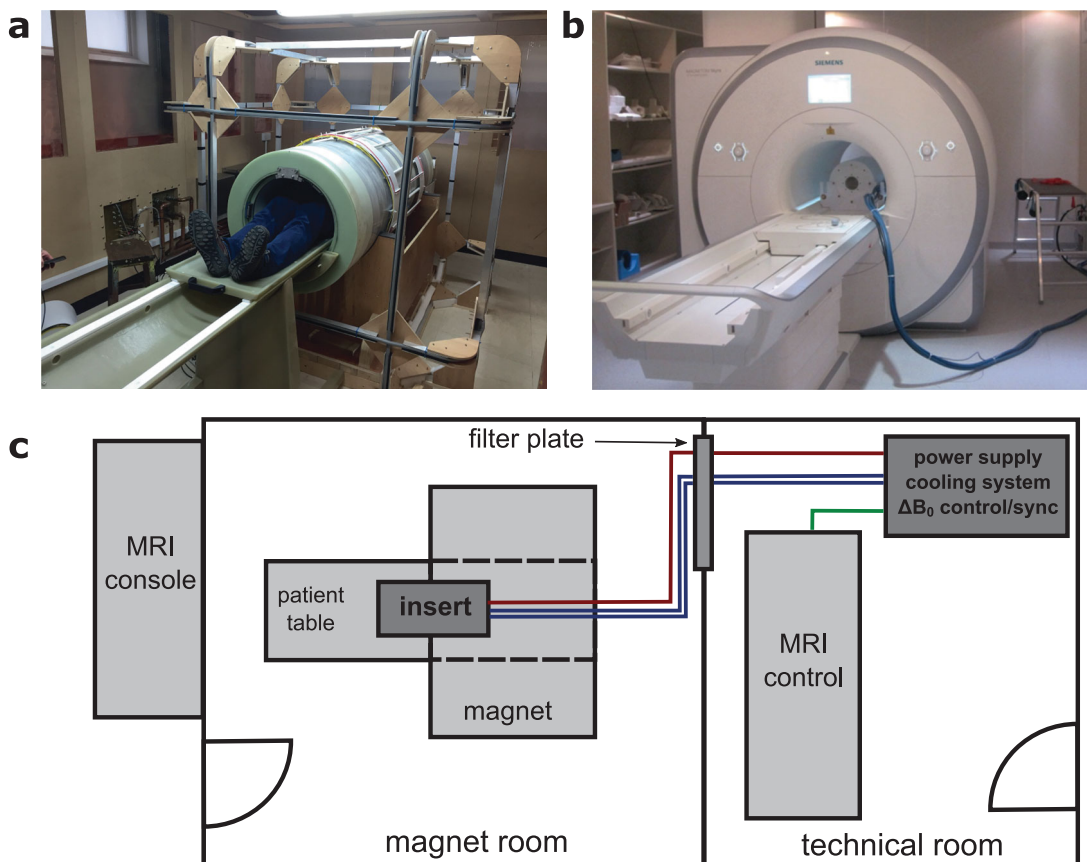 a
b
SIEMENS
c
filter plate
power supply
cooling system
ΔB₀ control/sync
MRI
console
patient
table
insert
magnet
MRI
control
magnet room
technical room